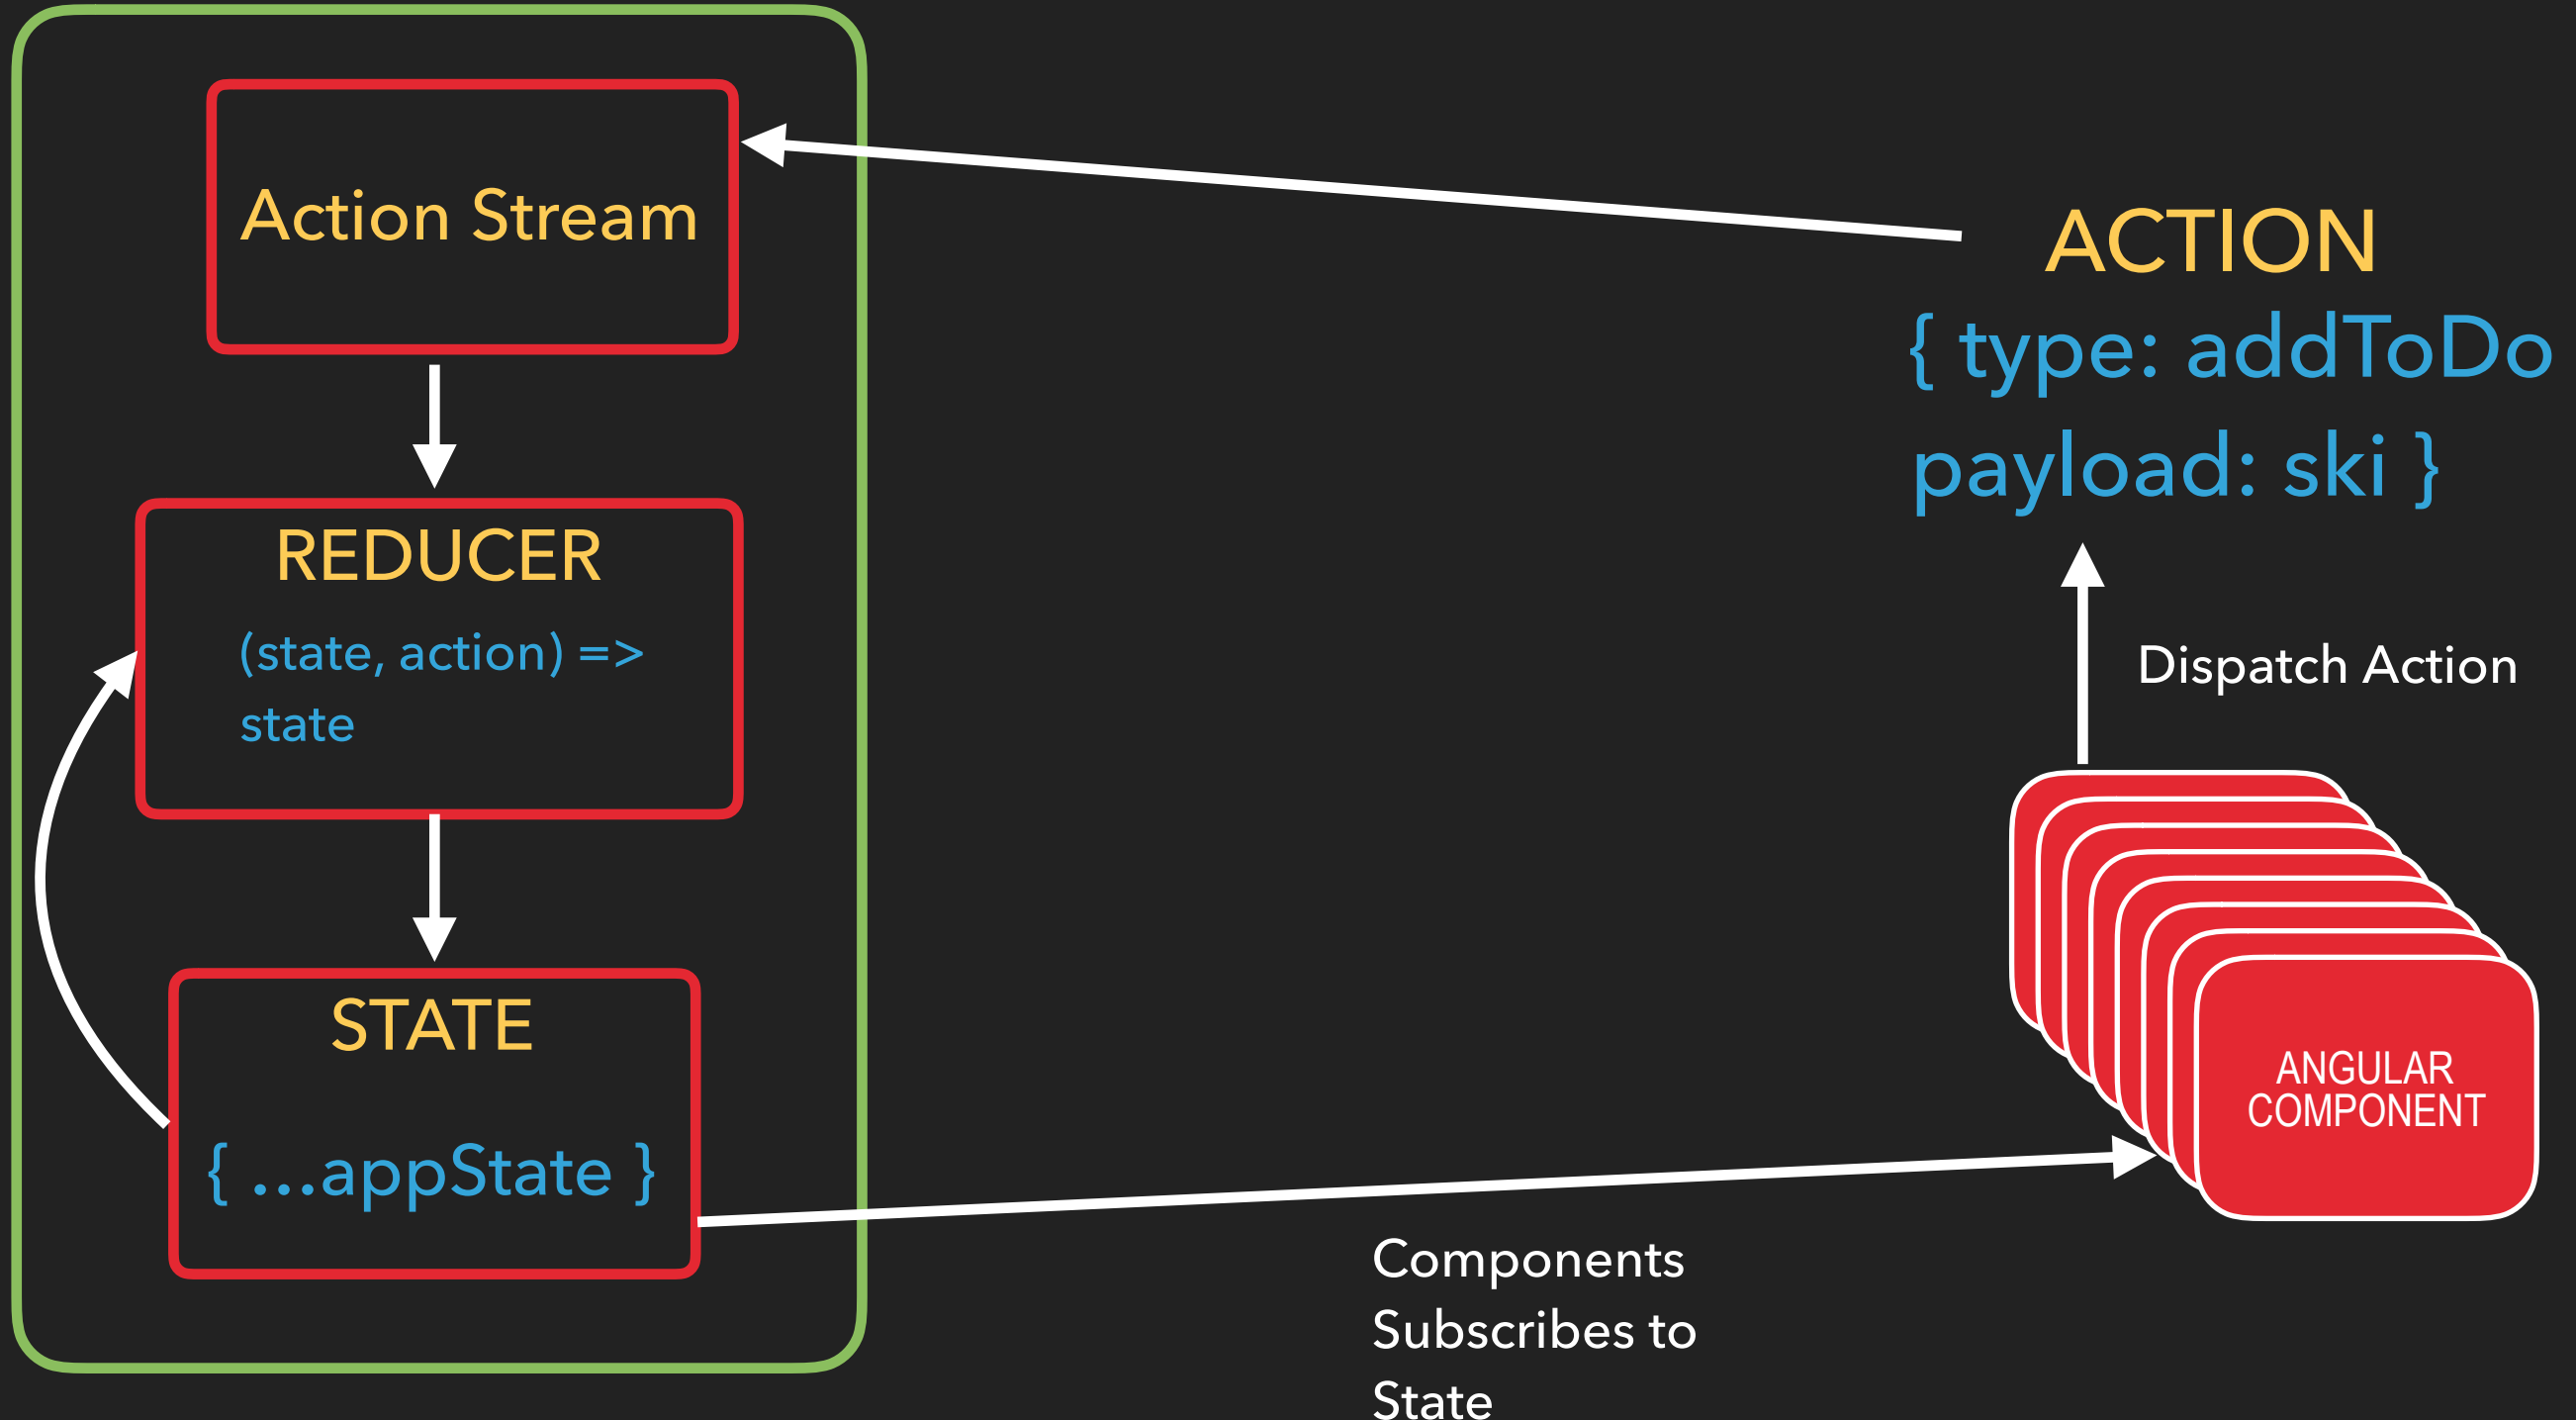 Action Stream
REDUCER
(state, action) =>
state
STATE
{ ...appState }
ACTION
{ type: addToDo
payload: ski }
Dispatch Action
ANGULAR
COMPONENT
Components
Subscribes to
State